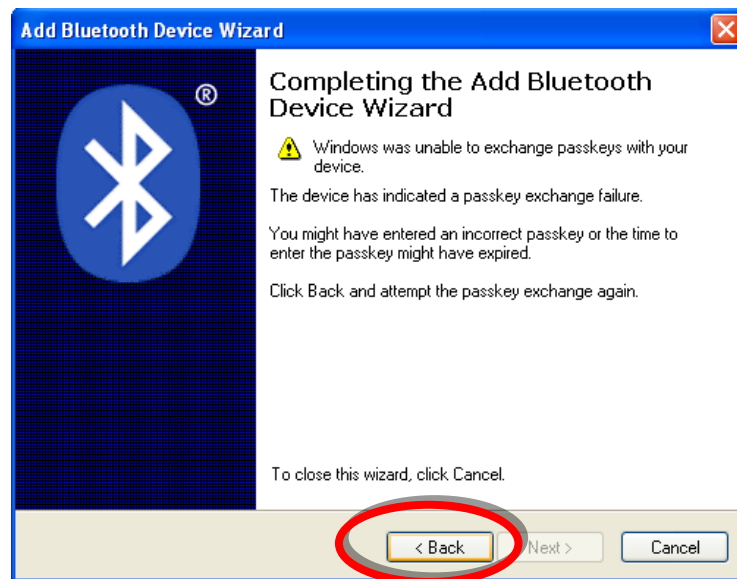 Add Bluetooth Device Wizard
®
Completing the Add Bluetooth
Device Wizard
Windows was unable to exchange passkeys with your
device.
The device has indicated a passkey exchange failure.
You might have entered an incorrect passkey or the time to
enter the passkey might have expired.
Click Back and attempt the passkey exchange again.
To close this wizard, click Cancel.
< Back Next > Cancel